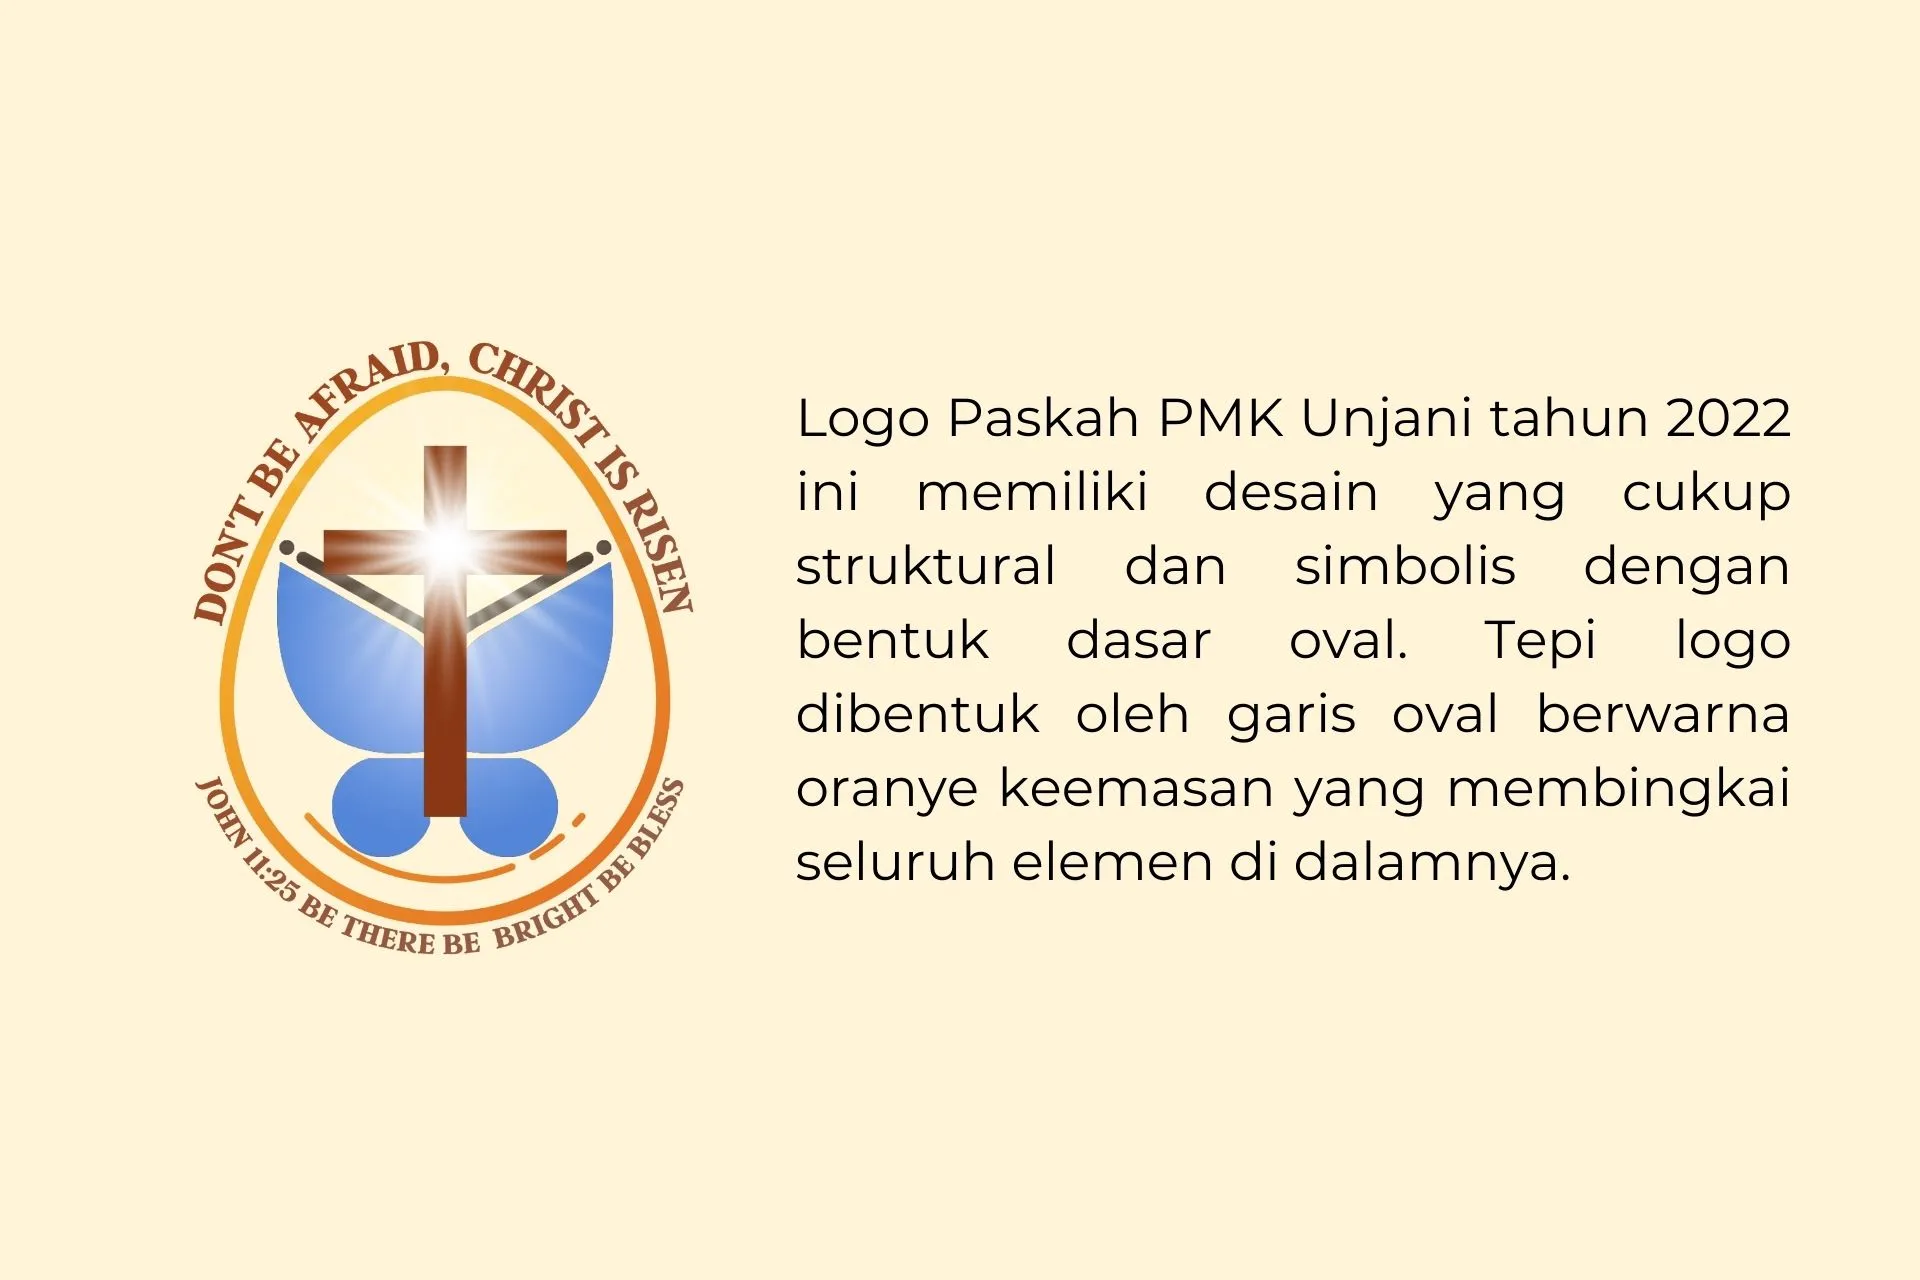 DON'T BE AFRAID, CHRIST IS RISEN
JOHN 11:25 BE THERE BE BRIGHT BE BLESS
Logo Paskah PMK Unjani tahun 2022
ini memiliki desain yang cukup
struktural dan simbolis dengan
bentuk dasar oval. Tepi logo
dibentuk oleh garis oval berwarna
oranye keemasan yang membingkai
seluruh elemen di dalamnya.